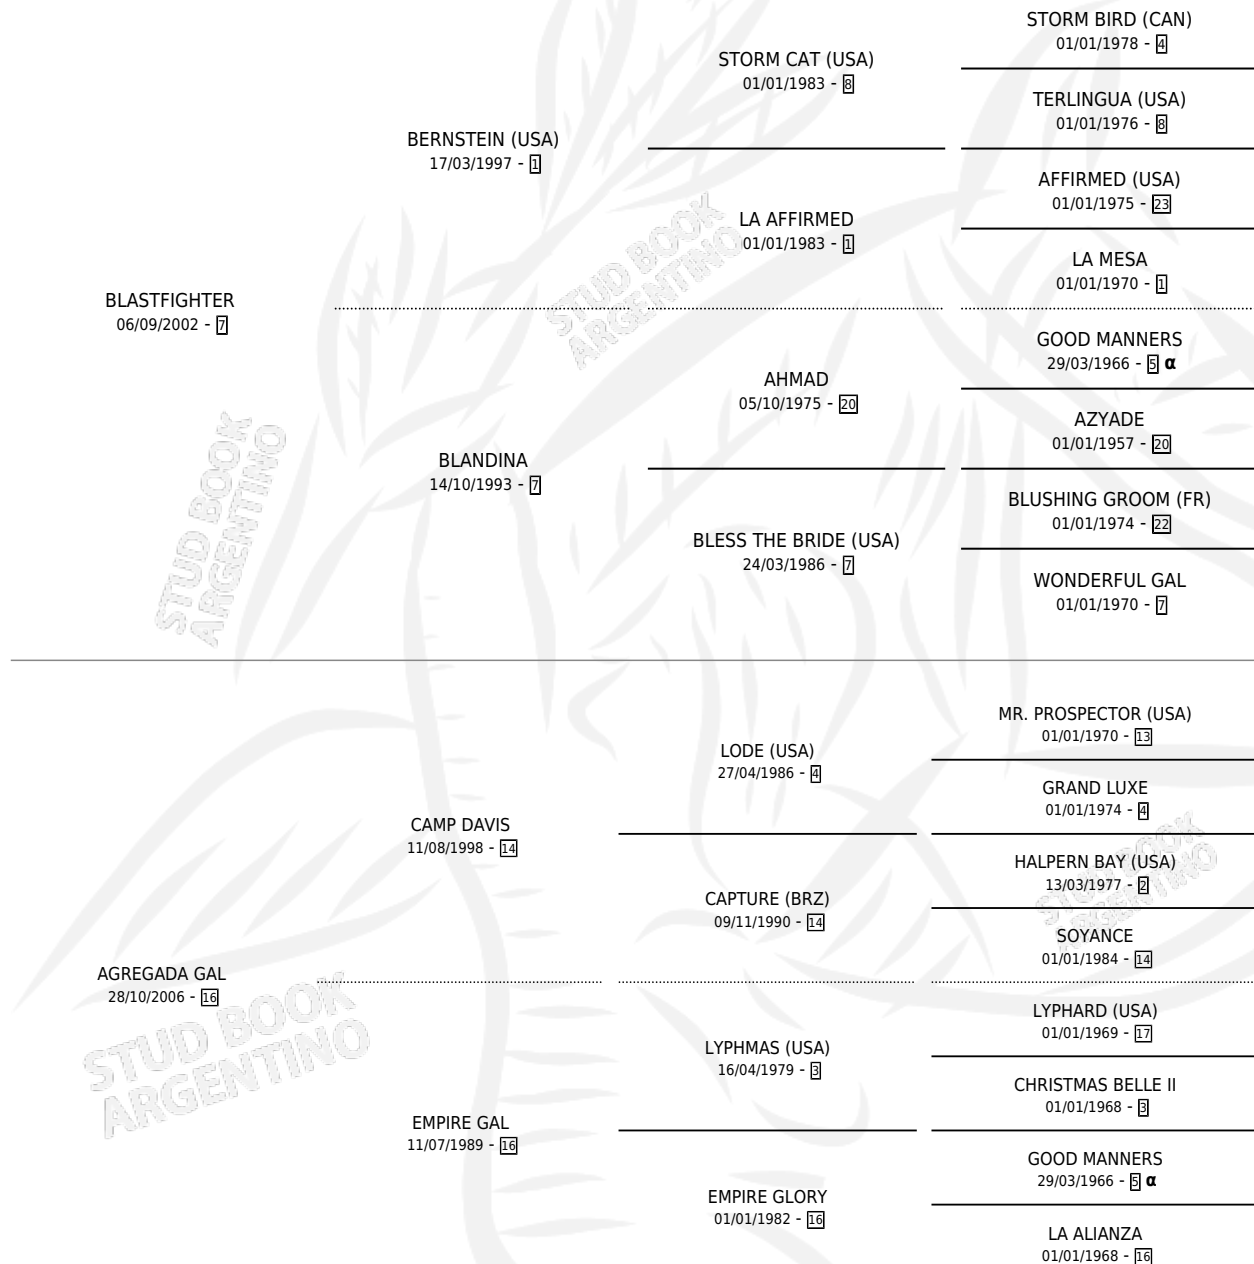 STORM BIRD (CAN)
01/01/1978 - 4
STORM CAT (USA)
01/01/1983 - 8
TERLINGUA (USA)
01/01/1976 - 8
BERNSTEIN (USA)
17/03/1997 - 1
AFFIRMED (USA)
01/01/1975 - 23
LA AFFIRMED
01/01/1983 - 1
LA MESA
01/01/1970 - 1
BLASTFIGHTER
06/09/2002 - 7
GOOD MANNERS
29/03/1966 - 5 α
AHMAD
05/10/1975 - 20
AZYADE
01/01/1957 - 20
BLANDINA
14/10/1993 - 7
BLUSHING GROOM (FR)
01/01/1974 - 22
BLESS THE BRIDE (USA)
24/03/1986 - 7
WONDERFUL GAL
01/01/1970 - 7
MR. PROSPECTOR (USA)
01/01/1970 - 13
LODE (USA)
27/04/1986 - 4
GRAND LUXE
01/01/1974 - 4
CAMP DAVIS
11/08/1998 - 14
HALPERN BAY (USA)
13/03/1977 - 2
CAPTURE (BRZ)
09/11/1990 - 14
SOYANCE
01/01/1984 - 14
AGREGADA GAL
28/10/2006 - 16
LYPHARD (USA)
01/01/1969 - 17
LYPHMAS (USA)
16/04/1979 - 3
CHRISTMAS BELLE II
01/01/1968 - 3
EMPIRE GAL
11/07/1989 - 16
GOOD MANNERS
29/03/1966 - 5 α
EMPIRE GLORY
01/01/1982 - 16
LA ALIANZA
01/01/1968 - 16
STUD BOOK
ARGENTINO
STUD BOOK
ARGENTINO
STUD BOOK
ARGENTINO
STUD BOOK
ARGENTINO